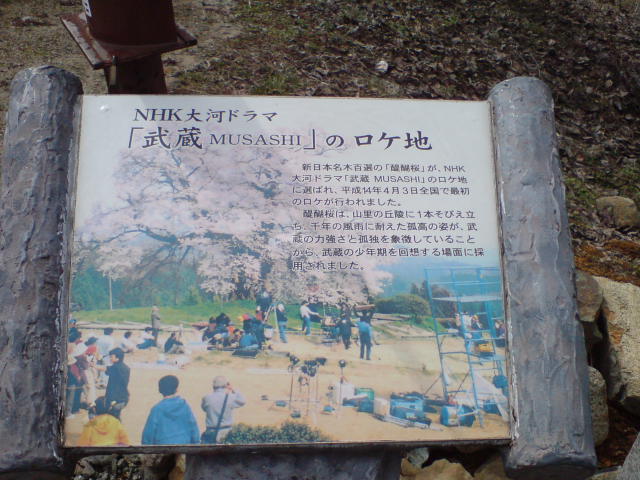 NHK大河ドラマ
「武蔵 MUSASHI」のロケ地
新日本名木百選の「醍醐桜」が、NHK
大河ドラマ「武蔵 MUSASHI」のロケ地
に選ばれ、平成14年4月3日全国で最初
のロケが行われました。
醍醐桜は、山里の丘陵に1本そびえ立
ち、千年の風雨に耐えた孤高の姿が、武
蔵の力強さと孤独を象徴していること
から、武蔵の少年期を回想する場面に採
用されました。